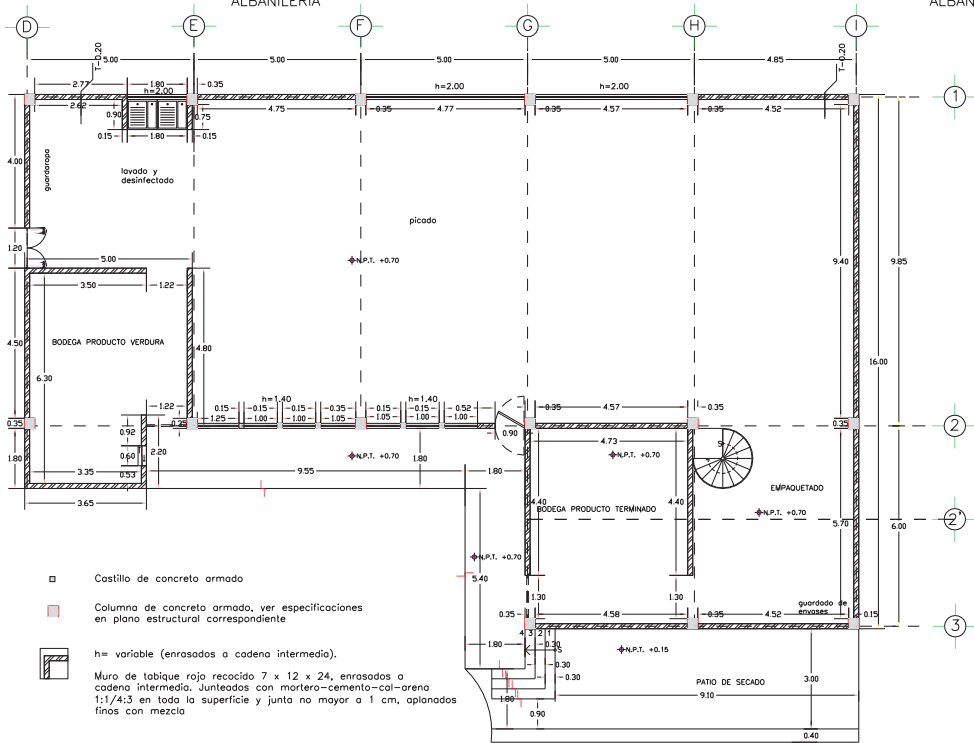 ALBAÑILERIA
ALBAÑ
D
E
F
G
H
I
5.00
5.00
5.00
5.00
4.85
T-0.20
T-0.20
2.77
1.80
0.35
h=2.00
h=2.00
h=2.00
2.62
4.75
0.35
4.77
0.35
4.57
0.35
4.52
1
0.90
0.75
0.15
1.80
0.15
4.00
guardaropa
lavado y
desinfectado
picado
1.20
5.00
N.P.T. +0.70
9.40
9.85
3.50
1.22
4.50
BODEGA PRODUCTO VERDURA
4.80
6.30
16.00
h=1.40
h=1.40
1.22
0.15
0.15
0.15
0.35
0.15
0.15
0.52
0.35
4.57
0.35
1.25
1.00
1.00
1.05
1.05
1.00
1.00
0.35
0.92
0.35
0.90
0.35
2
4.73
S
1.80
0.60
2.20
N.P.T. +0.70
1.80
N.P.T. +0.70
3.35
0.53
9.55
1.80
3.65
4.40
4.40
EMPAQUETADO
BODEGA PRODUCTO TERMINADO
N.P.T. +0.70
5.70
6.00
2'
N.P.T. +0.70
5.40
Castillo de concreto armado
1.30
1.30
guardado de
envases
Columna de concreto armado, ver especificaciones
en plano estructural correspondiente
0.35
4.58
0.35
4.52
0.15
3
4 3 2 1
1.80
0.30
S
N.P.T. +0.15
0.30
0.30
h= variable (enrasados a cadena intermedia).
Muro de tabique rojo recocido 7 x 12 x 24, enrasados a
cadena intermedia. Junteados con mortero-cemento-cal-arena
1:1/4:3 en toda la superficie y junta no mayor a 1 cm, aplanados
finos con mezcla
PATIO DE SECADO
3.00
9.10
1.80
0.90
0.40